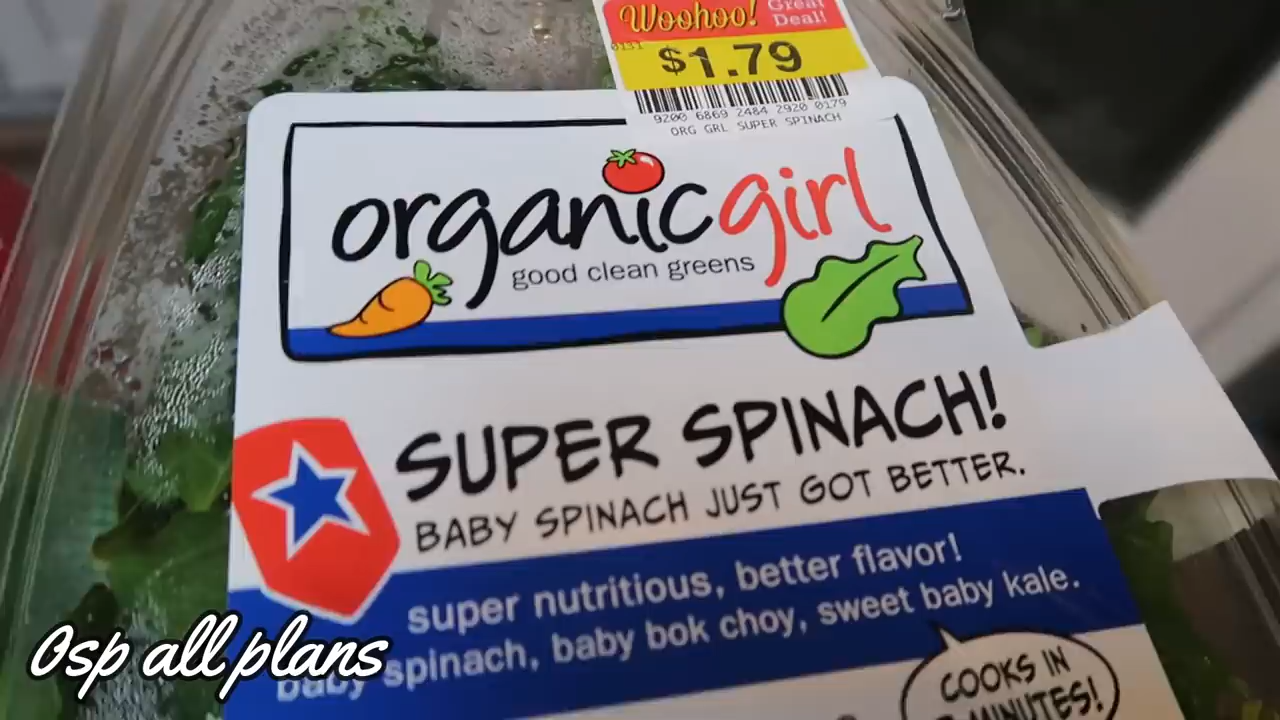 Woohoo! Great Deal!
0131
$1.79
9200 6869 2484 2920 0179
ORG GRL SUPER SPINACH
organicgirl
good clean greens
SUPER SPINACH!
BABY SPINACH JUST GOT BETTER.
super nutritious, better flavor!
baby spinach, baby bok choy, sweet baby kale.
COOKS IN
MINUTES!
Osp all plans